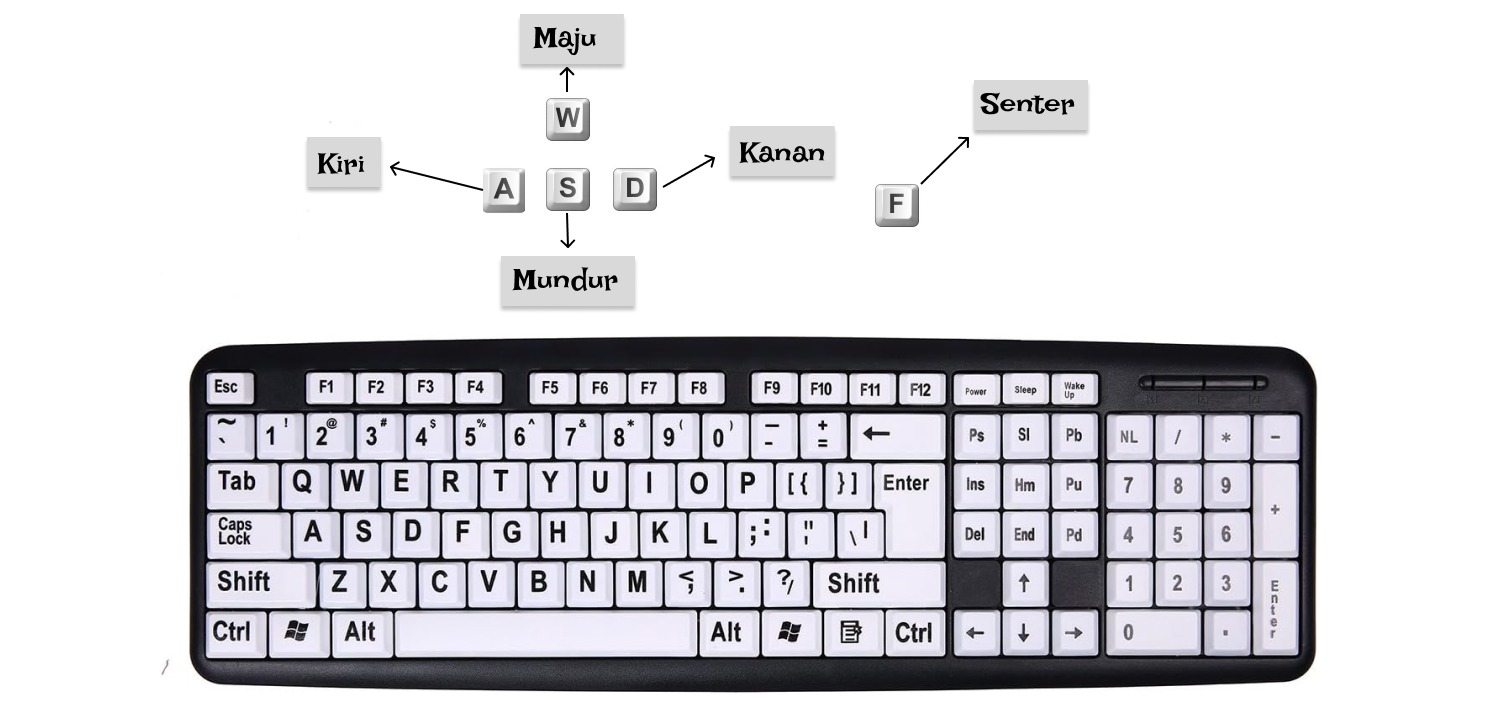 Maju
W
Senter
Kiri
Kanan
A S D
F
Mundur
Esc F1 F2 F3 F4 F5 F6 F7 F8 F9 F10 F11 F12 Power Sleep Wake Up
~ ` 1 ! 2 @ 3 # 4 $ 5 % 6 ^ 7 & 8 * 9 ( 0 ) _ - + = ← Ps Sl Pb NL / * -
Tab Q W E R T Y U I O P [ { } ] Enter Ins Hm Pu 7 8 9 +
Caps Lock A S D F G H J K L ; : " ' \ | Del End Pd 4 5 6
Shift Z X C V B N M < , > . ? / Shift ↑ 1 2 3 Enter
Ctrl Alt Alt Ctrl ← ↓ → 0 .